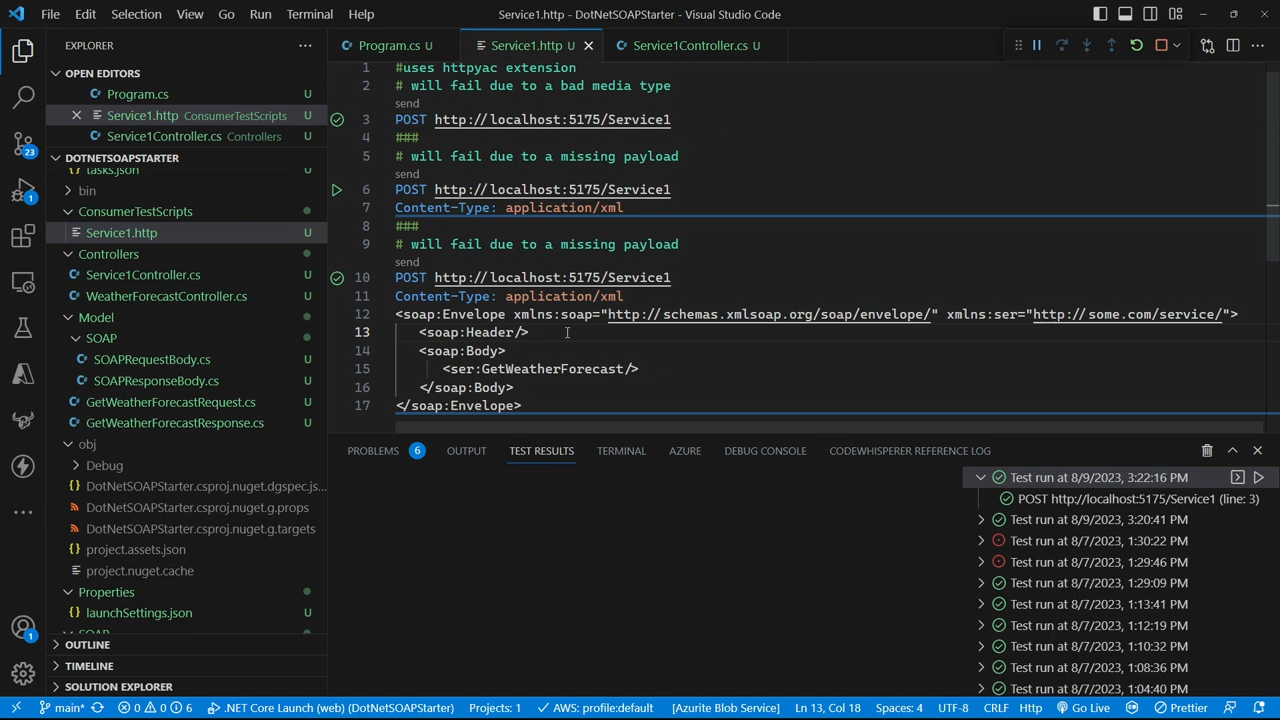 File Edit Selection View Go Run Terminal Help
Service1.http - DotNetSOAPStarter - Visual Studio Code
EXPLORER
OPEN EDITORS
Program.cs U
Service1.http ConsumerTestScripts U
Service1Controller.cs Controllers U
DOTNETSOAPSTARTER
tasks.json U
bin
ConsumerTestScripts
Service1.http U
Controllers
Service1Controller.cs U
WeatherForecastController.cs U
Model
SOAP
SOAPRequestBody.cs U
SOAPResponseBody.cs U
GetWeatherForecastRequest.cs U
GetWeatherForecastResponse.cs U
obj
Debug
DotNetSOAPStarter.csproj.nuget.dgspec.js...
DotNetSOAPStarter.csproj.nuget.g.props
DotNetSOAPStarter.csproj.nuget.g.targets
project.assets.json
project.nuget.cache
Properties
launchSettings.json U
SOAP
OUTLINE
TIMELINE
SOLUTION EXPLORER
23
1
1
Program.cs U
Service1.http U
Service1Controller.cs U
1 #uses httpyac extension
2 # will fail due to a bad media type
send
3 POST http://localhost:5175/Service1
4 ###
5 # will fail due to a missing payload
send
6 POST http://localhost:5175/Service1
7 Content-Type: application/xml
8 ###
9 # will fail due to a missing payload
send
10 POST http://localhost:5175/Service1
11 Content-Type: application/xml
12 <soap:Envelope xmlns:soap="http://schemas.xmlsoap.org/soap/envelope/" xmlns:ser="http://some.com/service/">
13 <soap:Header/>
14 <soap:Body>
15 <ser:GetWeatherForecast/>
16 </soap:Body>
17 </soap:Envelope>
PROBLEMS 6 OUTPUT TEST RESULTS TERMINAL AZURE DEBUG CONSOLE CODEWHISPERER REFERENCE LOG
Test run at 8/9/2023, 3:22:16 PM
POST http://localhost:5175/Service1 (line: 3)
Test run at 8/9/2023, 3:20:41 PM
Test run at 8/7/2023, 1:30:22 PM
Test run at 8/7/2023, 1:29:46 PM
Test run at 8/7/2023, 1:29:09 PM
Test run at 8/7/2023, 1:13:41 PM
Test run at 8/7/2023, 1:12:19 PM
Test run at 8/7/2023, 1:10:32 PM
Test run at 8/7/2023, 1:08:36 PM
Test run at 8/7/2023, 1:04:40 PM
main* 0 0 6 .NET Core Launch (web) (DotNetSOAPStarter) Projects: 1 AWS: profile:default [Azurite Blob Service] Ln 13, Col 18 Spaces: 4 UTF-8 CRLF Http Go Live Prettier